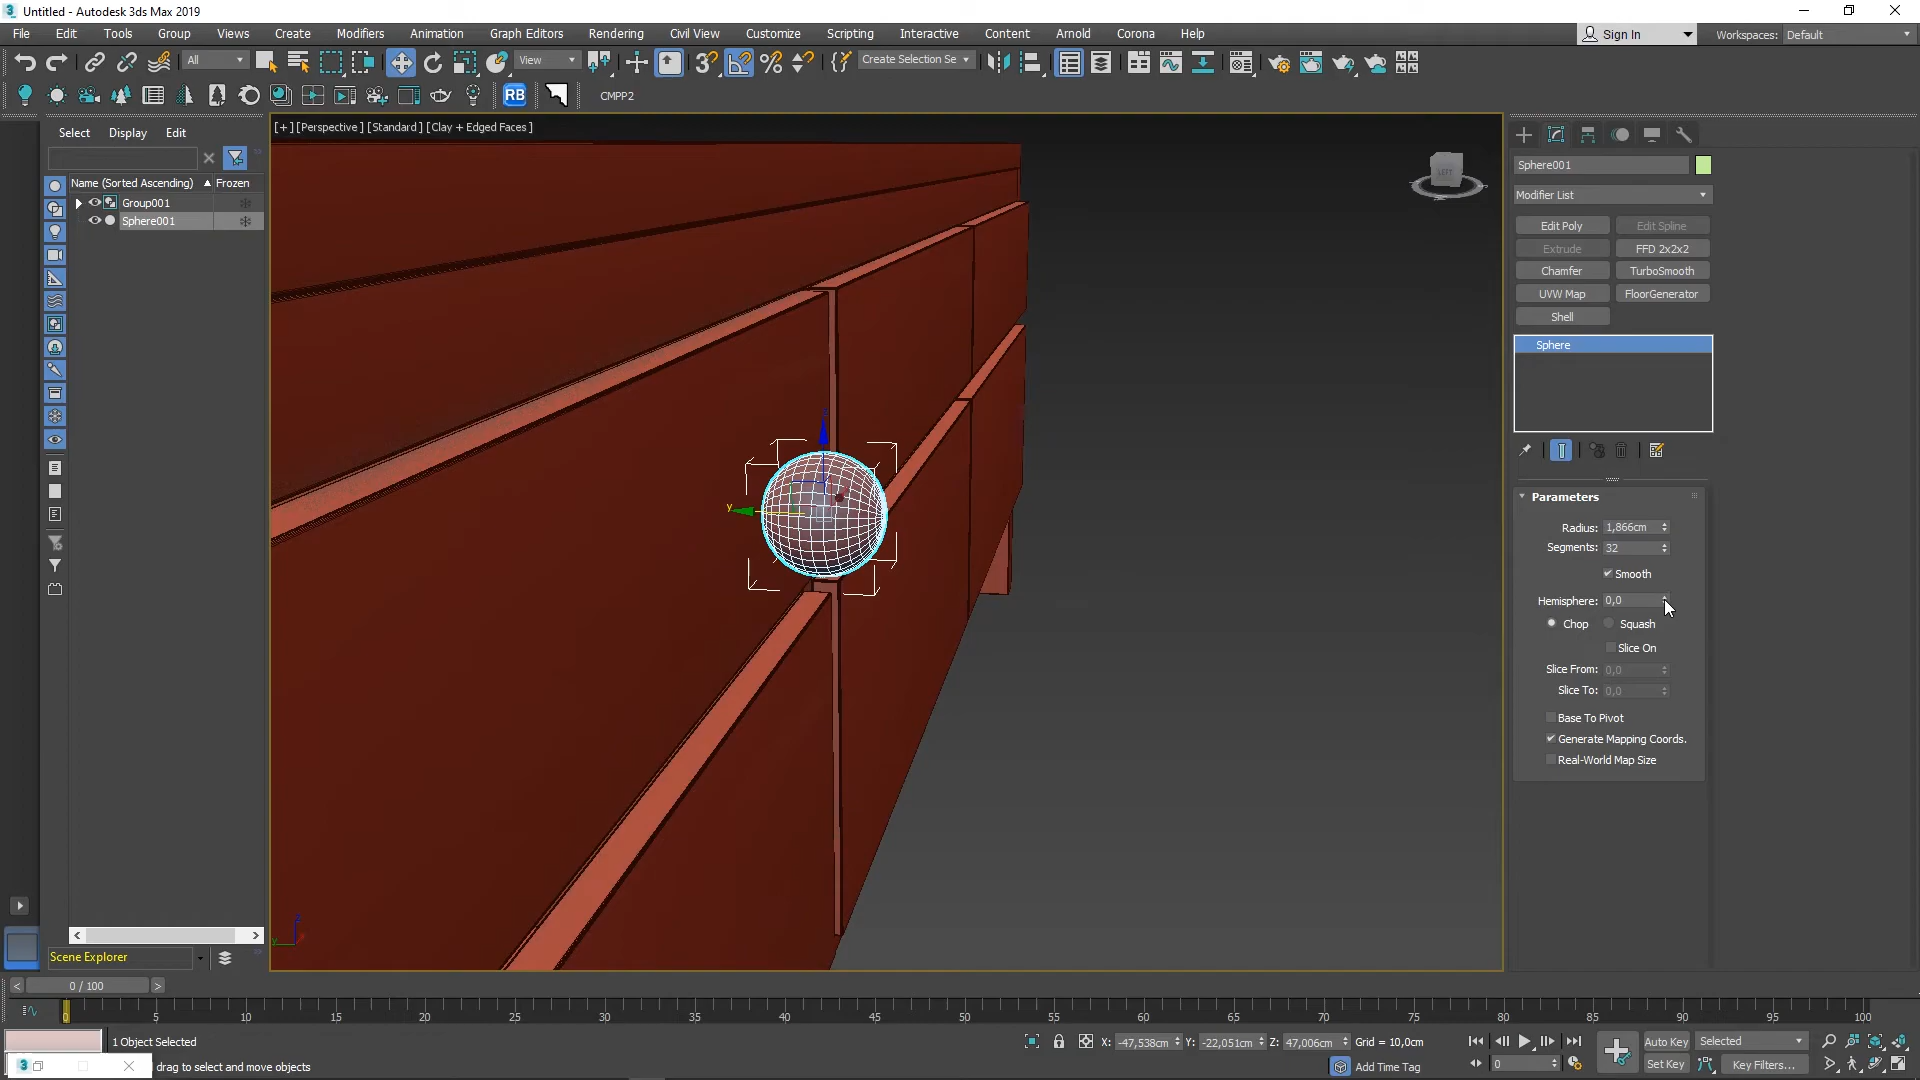 Untitled - Autodesk 3ds Max 2019
File Edit Tools Group Views Create Modifiers Animation Graph Editors Rendering Civil View Customize Scripting Interactive Content Arnold Corona Help
Sign In Workspaces: Default
All View Create Selection Se
RB CMPP2
Select Display Edit
[+] [Perspective] [Standard] [Clay + Edged Faces]
Name (Sorted Ascending) Frozen
Group001
Sphere001
LEFT
Sphere001
Modifier List
Edit Poly Edit Spline
Extrude FFD 2x2x2
Chamfer TurboSmooth
UVW Map FloorGenerator
Shell
Sphere
Parameters
Radius: 1,866cm
Segments: 32
Smooth
Hemisphere: 0,0
Chop Squash
Slice On
Slice From: 0,0
Slice To: 0,0
Base To Pivot
Generate Mapping Coords.
Real-World Map Size
y
z
y
Scene Explorer
0 / 100
0 5 10 15 20 25 30 35 40 45 50 55 60 65 70 75 80 85 90 95 100
1 Object Selected
X: -47,538cm Y: -22,051cm Z: 47,006cm Grid = 10,0cm
Auto Key Selected
drag to select and move objects
Add Time Tag
0
Set Key Key Filters...